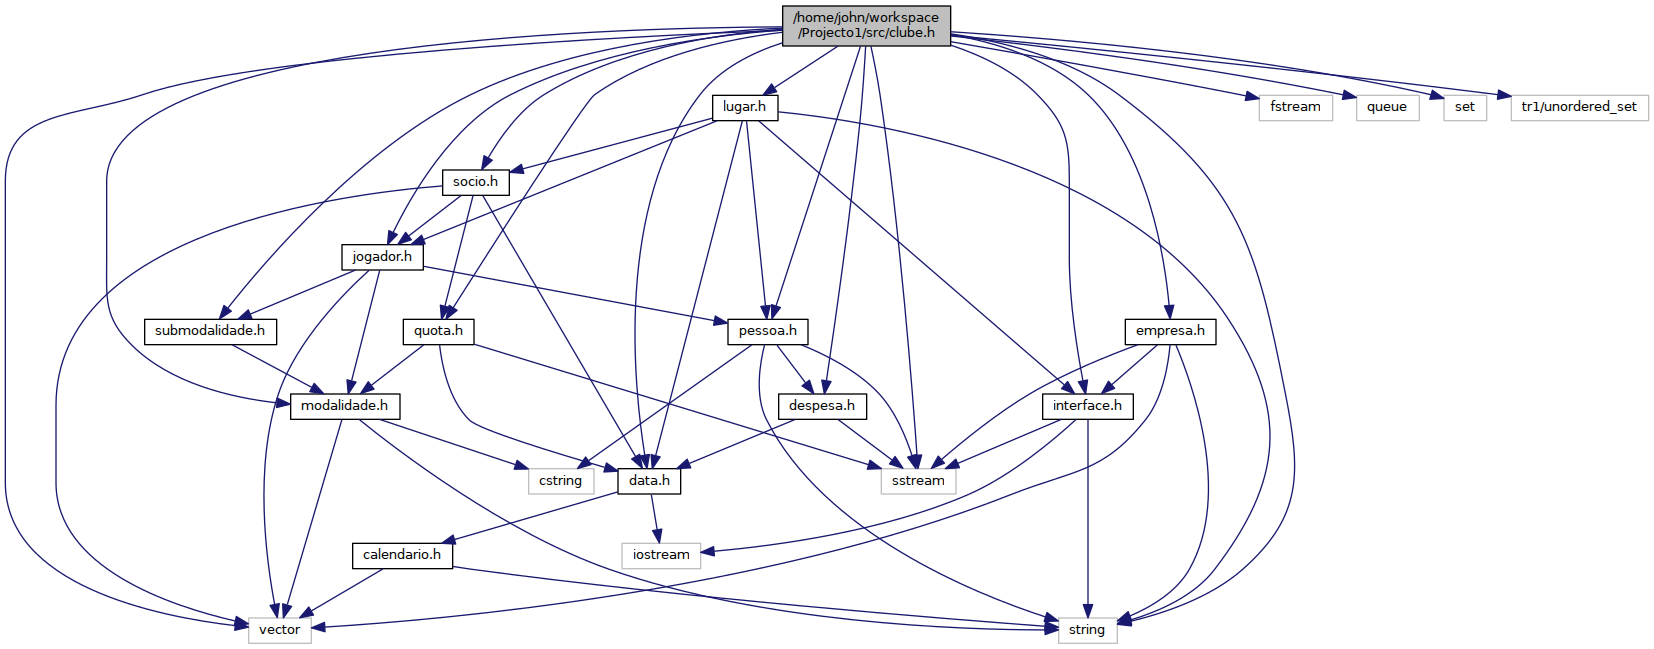 /home/john/workspace
/Projecto1/src/clube.h
lugar.h
fstream
queue
set
tr1/unordered_set
socio.h
jogador.h
submodalidade.h
quota.h
pessoa.h
empresa.h
modalidade.h
despesa.h
interface.h
cstring
data.h
sstream
calendario.h
iostream
vector
string